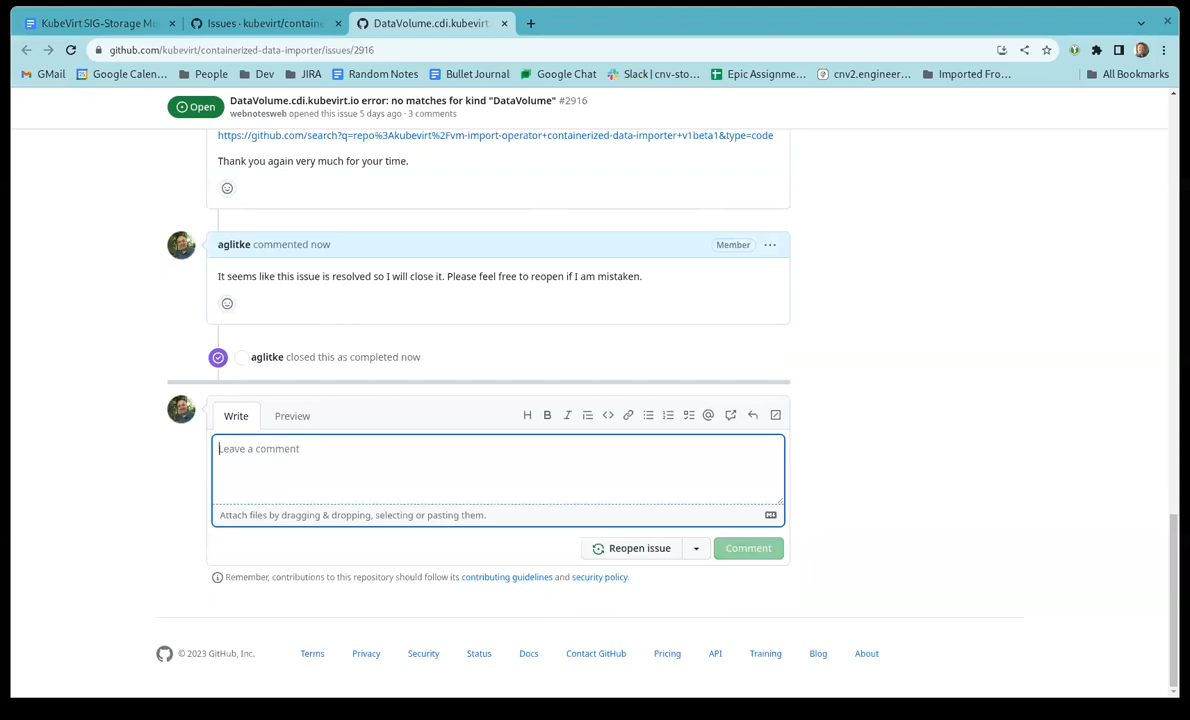 KubeVirt SIG-Storage Me
Issues · kubevirt/containe
DataVolume.cdi.kubevirt.
github.com/kubevirt/containerized-data-importer/issues/2916
GMail
Google Calen...
People
Dev
JIRA
Random Notes
Bullet Journal
Google Chat
Slack | cnv-sto...
Epic Assignme...
cnv2.engineer...
Imported Fro...
All Bookmarks
Open
DataVolume.cdi.kubevirt.io error: no matches for kind "DataVolume" #2916
webnotesweb opened this issue 5 days ago · 3 comments
https://github.com/search?q=repo%3Akubevirt%2Fvm-import-operator+containerized-data-importer+v1beta1&type=code
Thank you again very much for your time.
aglitke commented now
Member
It seems like this issue is resolved so I will close it. Please feel free to reopen if I am mistaken.
aglitke closed this as completed now
Write
Preview
Leave a comment
Attach files by dragging & dropping, selecting or pasting them.
Reopen issue
Comment
Remember, contributions to this repository should follow its contributing guidelines and security policy.
© 2023 GitHub, Inc.
Terms
Privacy
Security
Status
Docs
Contact GitHub
Pricing
API
Training
Blog
About